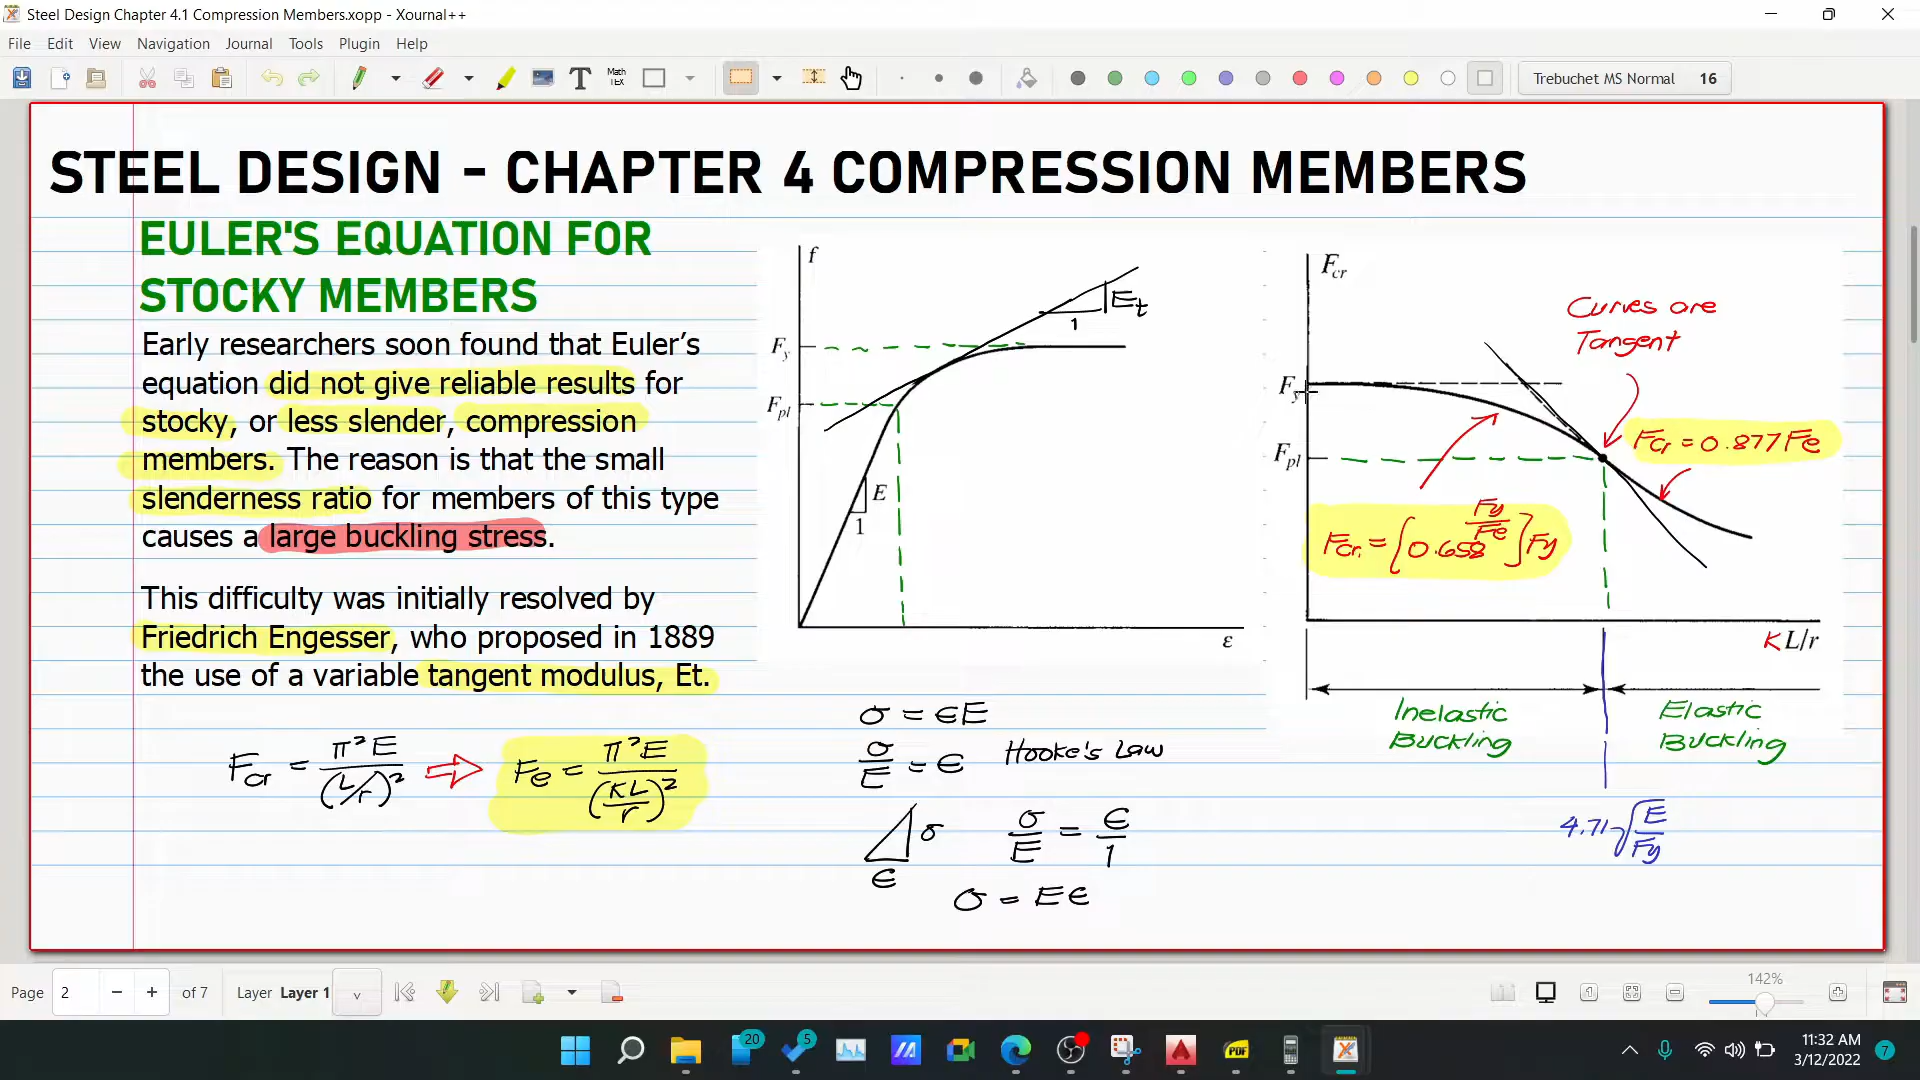 Steel Design Chapter 4.1 Compression Members.xopp - Xournal++
File Edit View Navigation Journal Tools Plugin Help
Math
TEX
Trebuchet MS Normal 16
STEEL DESIGN - CHAPTER 4 COMPRESSION MEMBERS
EULER'S EQUATION FOR
STOCKY MEMBERS
Early researchers soon found that Euler’s
equation did not give reliable results for
stocky, or less slender, compression
members. The reason is that the small
slenderness ratio for members of this type
causes a large buckling stress.
This difficulty was initially resolved by
Friedrich Engesser, who proposed in 1889
the use of a variable tangent modulus, Et.
Fcr = π²E/(L/r)² ⇒ Fe = π²E/(KL/r)²
f
Et
1
Fy
Fpl
E
1
ε
σ = εE
σ/E = ε Hooke's Law
σ
ε
σ/E = ε/1
σ = Eε
Fcr
Curves are
Tangent
Fy
Fpl
Fcr = 0.877Fe
Fcr = [0.658^(Fy/Fe)]Fy
KL/r
Inelastic
Buckling
Elastic
Buckling
4.71√(E/Fy)
Page 2 of 7 Layer Layer 1
142%
20
5
PDF
11:32 AM
3/12/2022
7